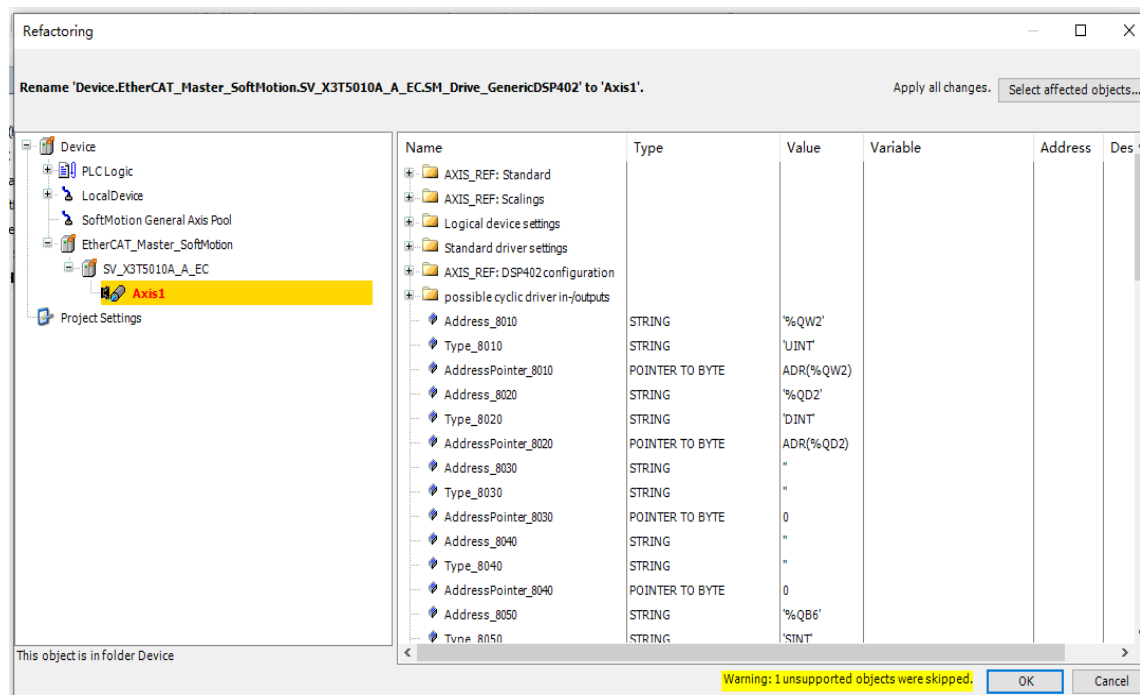 Refactoring
Rename 'Device.EtherCAT_Master_SoftMotion.SV_X3T5010A_A_EC.SM_Drive_GenericDSP402' to 'Axis1'.
Apply all changes.
Select affected objects...
Device
PLC Logic
LocalDevice
SoftMotion General Axis Pool
EtherCAT_Master_SoftMotion
SV_X3T5010A_A_EC
Axis1
Project Settings
This object is in folder Device
Name Type Value Variable Address Des
AXIS_REF: Standard
AXIS_REF: Scalings
Logical device settings
Standard driver settings
AXIS_REF: DSP402 configuration
possible cyclic driver in-/outputs
Address_8010 STRING '%QW2'
Type_8010 STRING 'UINT'
AddressPointer_8010 POINTER TO BYTE ADR(%QW2)
Address_8020 STRING '%QD2'
Type_8020 STRING 'DINT'
AddressPointer_8020 POINTER TO BYTE ADR(%QD2)
Address_8030 STRING ''
Type_8030 STRING ''
AddressPointer_8030 POINTER TO BYTE 0
Address_8040 STRING ''
Type_8040 STRING ''
AddressPointer_8040 POINTER TO BYTE 0
Address_8050 STRING '%QB6'
Type_8050 STRING 'SINT'
Warning: 1 unsupported objects were skipped.
OK
Cancel